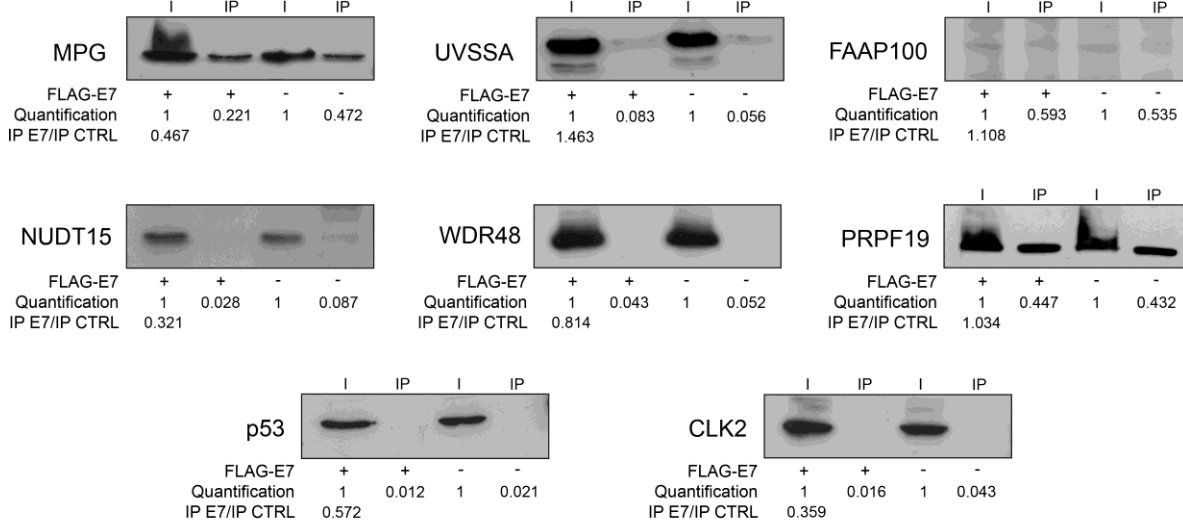 I IP I IP
MPG
FLAG-E7 + + - -
Quantification 1 0.221 1 0.472
IP E7/IP CTRL 0.467
I IP I IP
UVSSA
FLAG-E7 + + - -
Quantification 1 0.083 1 0.056
IP E7/IP CTRL 1.463
I IP I IP
FAAP100
FLAG-E7 + + - -
Quantification 1 0.593 1 0.535
IP E7/IP CTRL 1.108
I IP I IP
NUDT15
FLAG-E7 + + - -
Quantification 1 0.028 1 0.087
IP E7/IP CTRL 0.321
I IP I IP
WDR48
FLAG-E7 + + - -
Quantification 1 0.043 1 0.052
IP E7/IP CTRL 0.814
I IP I IP
PRPF19
FLAG-E7 + + - -
Quantification 1 0.447 1 0.432
IP E7/IP CTRL 1.034
I IP I IP
p53
FLAG-E7 + + - -
Quantification 1 0.012 1 0.021
IP E7/IP CTRL 0.572
I IP I IP
CLK2
FLAG-E7 + + - -
Quantification 1 0.016 1 0.043
IP E7/IP CTRL 0.359